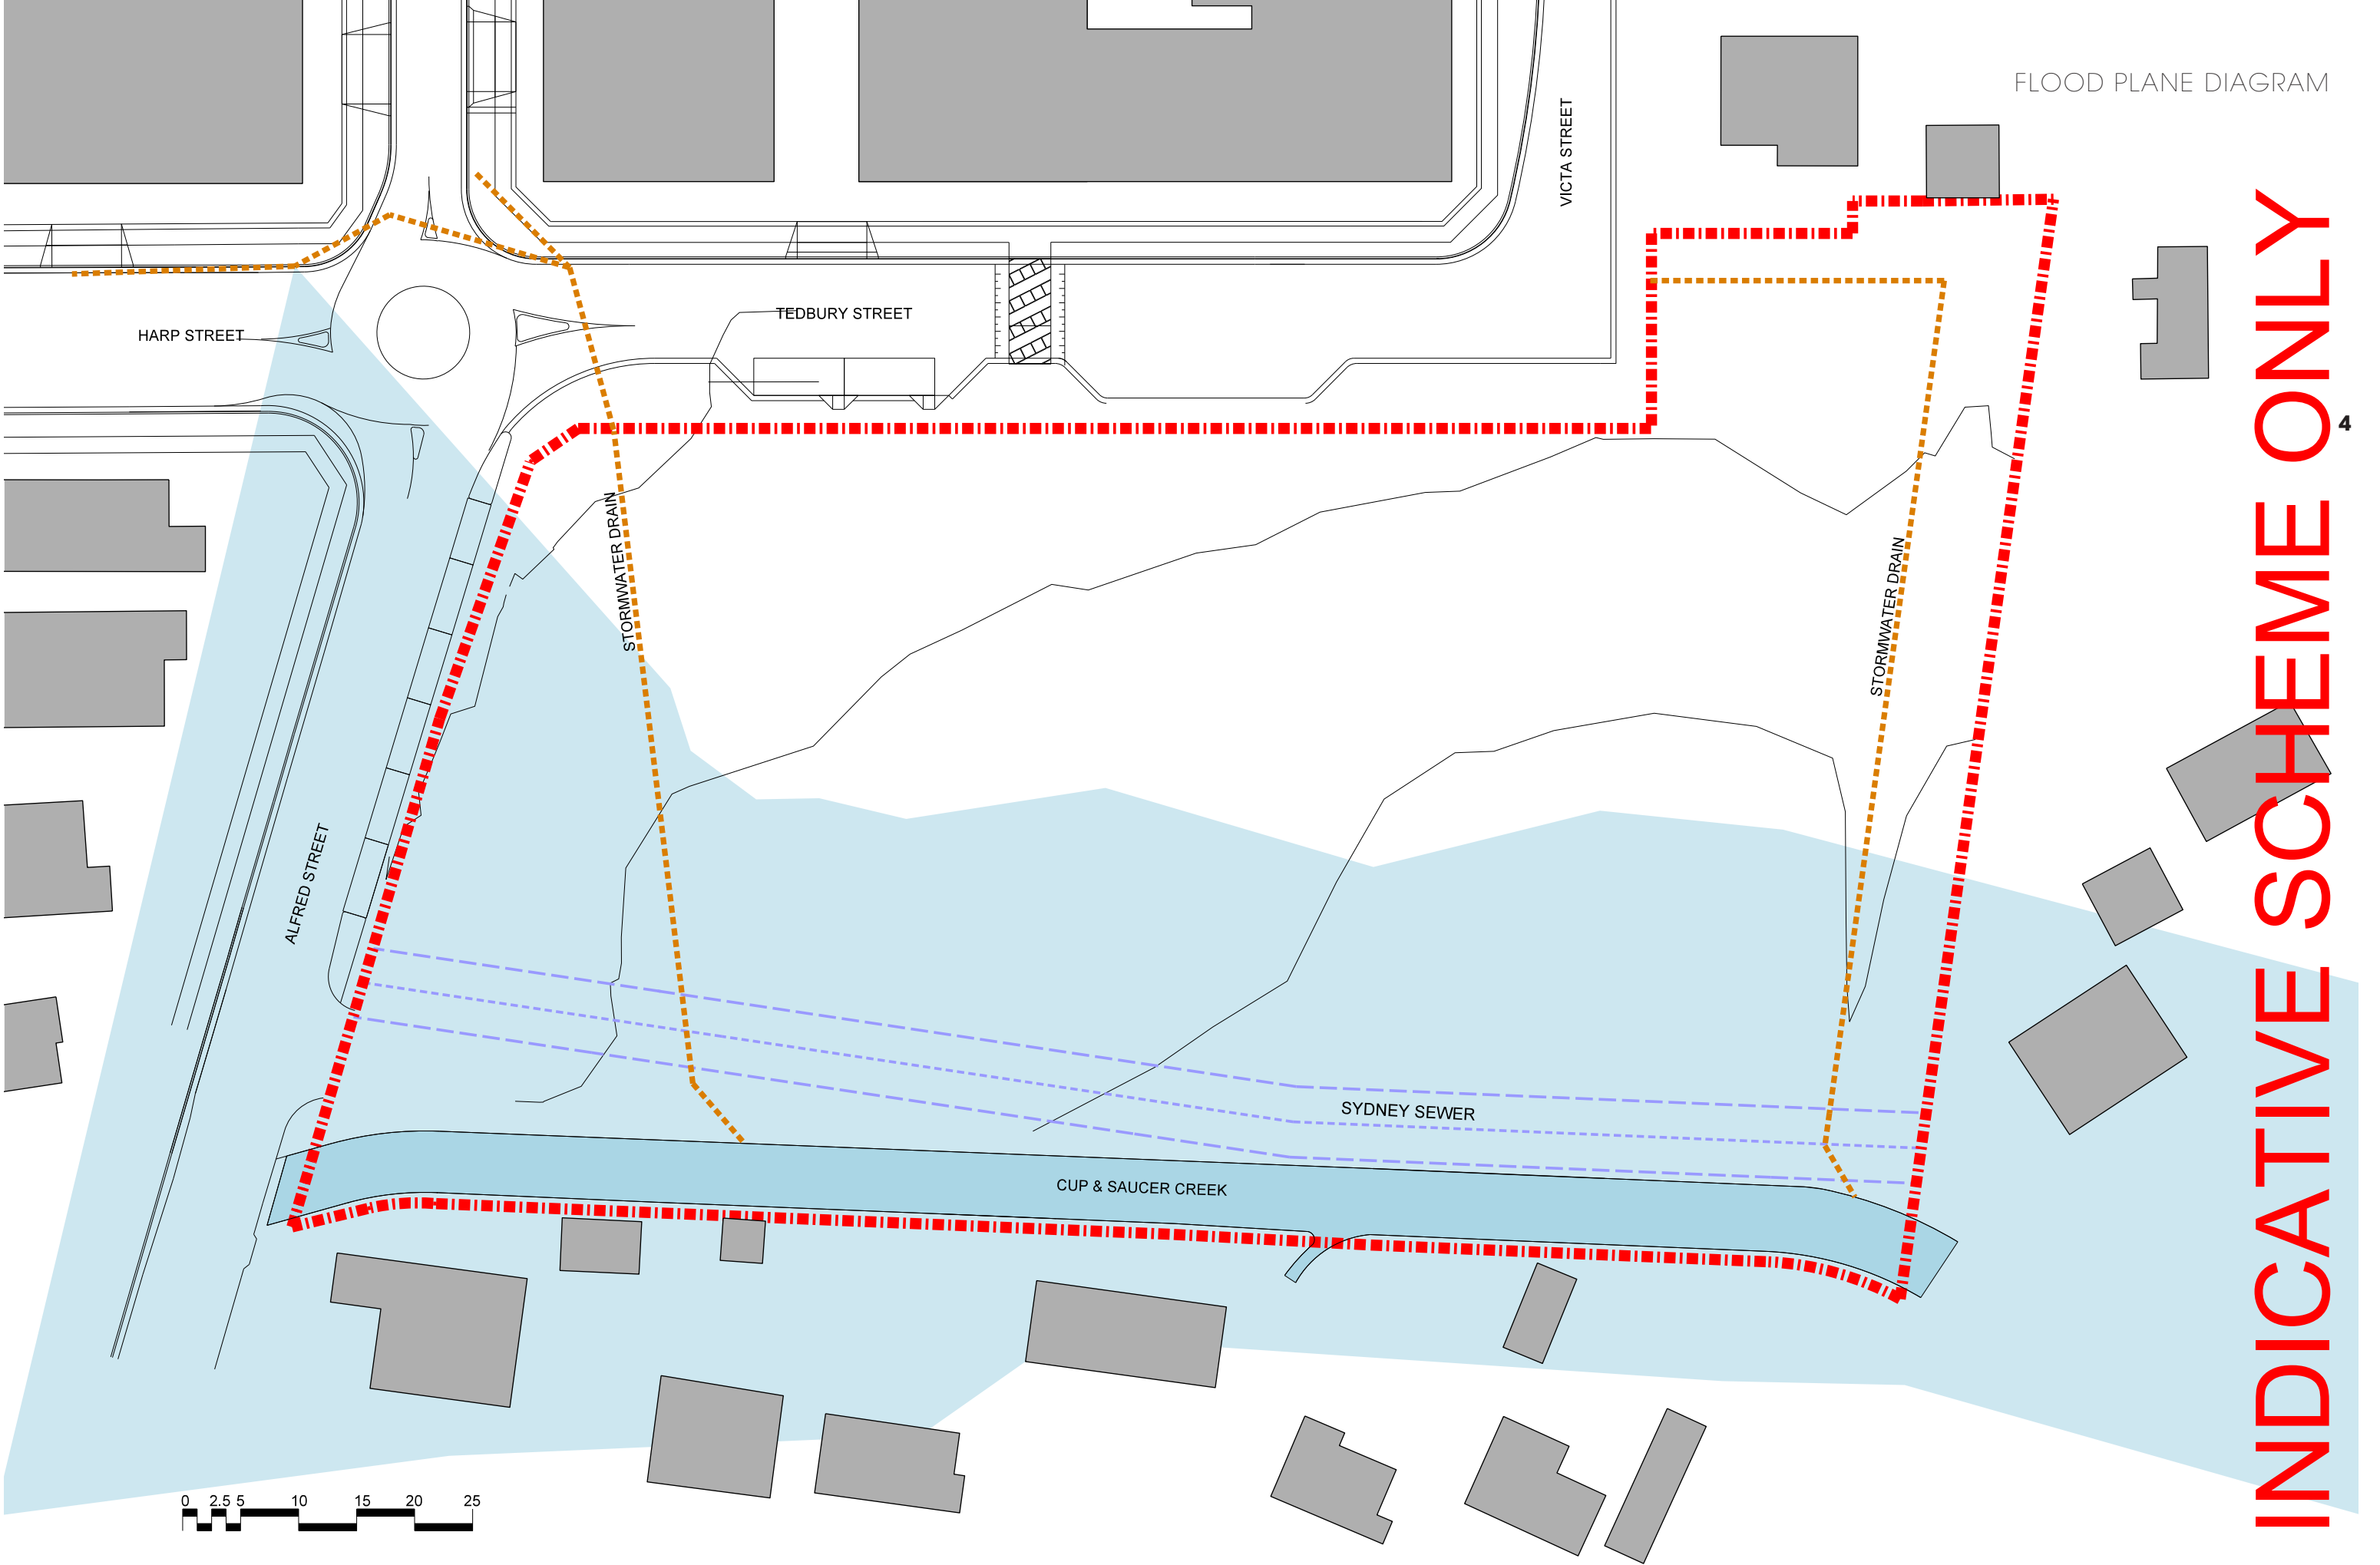 FLOOD PLANE DIAGRAM
VICTA STREET
TEDBURY STREET
HARP STREET
4
STORMWATER DRAIN
STORMWATER DRAIN
ALFRED STREET
SYDNEY SEWER
CUP & SAUCER CREEK
INDICATIVE SCHEME ONLY
0 2.5 5 10 15 20 25